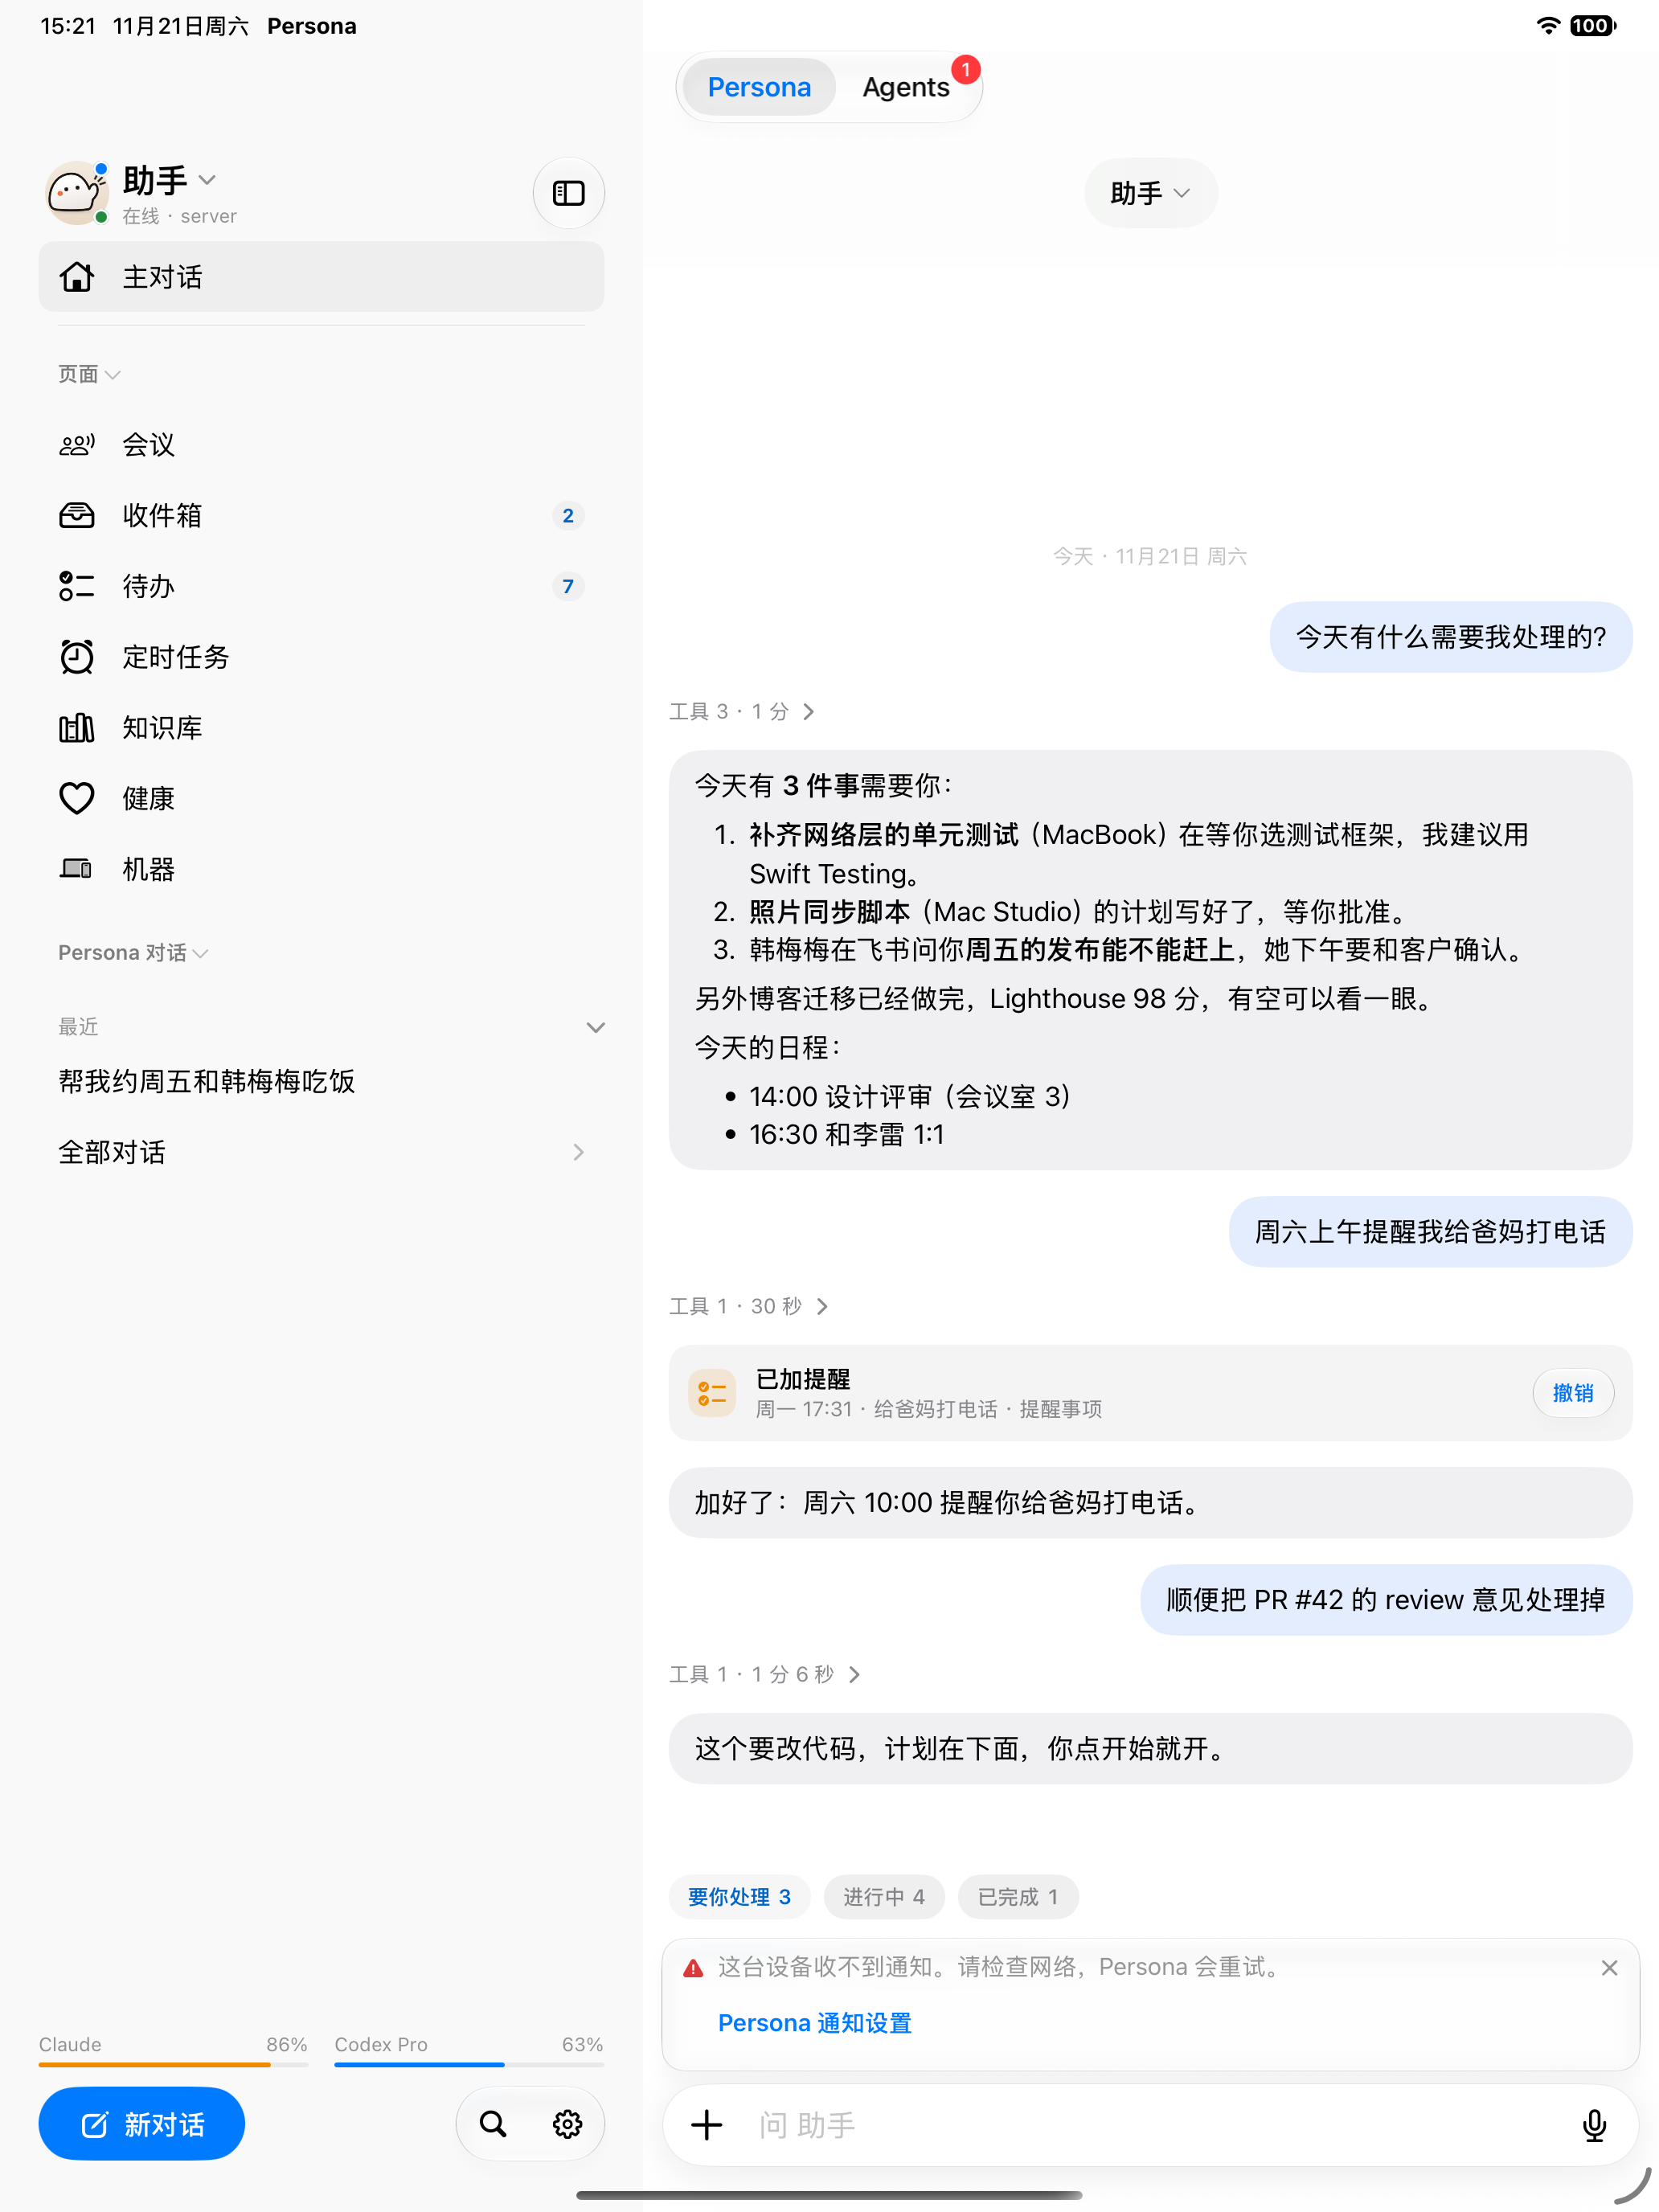 15:21 11月21日周六 Persona
100
Persona Agents 1
助手
在线 · server
助手
主对话
页面
会议
收件箱 2
待办 7
定时任务
知识库
健康
机器
Persona 对话
最近
帮我约周五和韩梅梅吃饭
全部对话
Claude 86% Codex Pro 63%
新对话
今天 · 11月21日 周六
今天有什么需要我处理的?
工具 3 · 1 分
今天有 3 件事需要你：
1. 补齐网络层的单元测试（MacBook）在等你选测试框架，我建议用
Swift Testing。
2. 照片同步脚本（Mac Studio）的计划写好了，等你批准。
3. 韩梅梅在飞书问你周五的发布能不能赶上，她下午要和客户确认。
另外博客迁移已经做完，Lighthouse 98 分，有空可以看一眼。
今天的日程：
• 14:00 设计评审（会议室 3）
• 16:30 和李雷 1:1
周六上午提醒我给爸妈打电话
工具 1 · 30 秒
已加提醒
周一 17:31 · 给爸妈打电话 · 提醒事项
撤销
加好了：周六 10:00 提醒你给爸妈打电话。
顺便把 PR #42 的 review 意见处理掉
工具 1 · 1 分 6 秒
这个要改代码，计划在下面，你点开始就开。
要你处理 3 进行中 4 已完成 1
这台设备收不到通知。请检查网络，Persona 会重试。
Persona 通知设置
问 助手